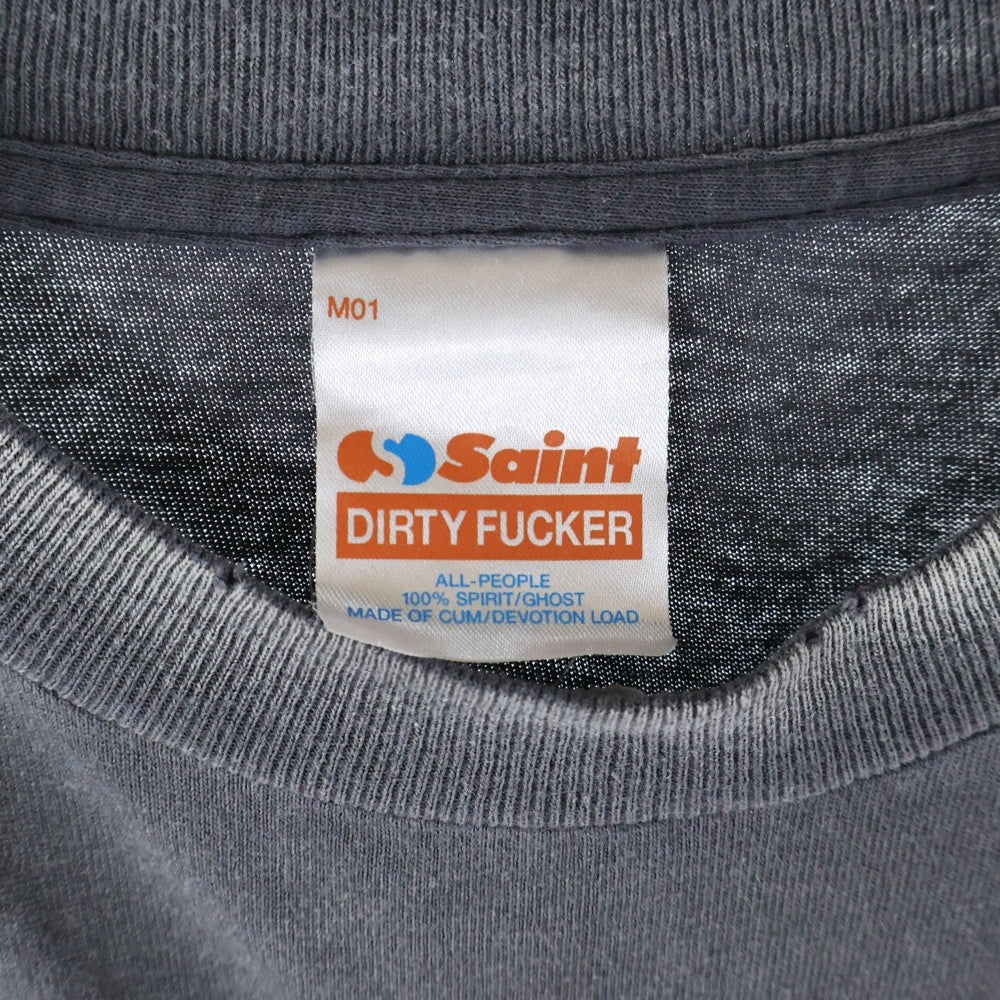 M01
Saint
DIRTY FUCKER
ALL-PEOPLE
100% SPIRIT/GHOST
MADE OF CUM/DEVOTION LOAD